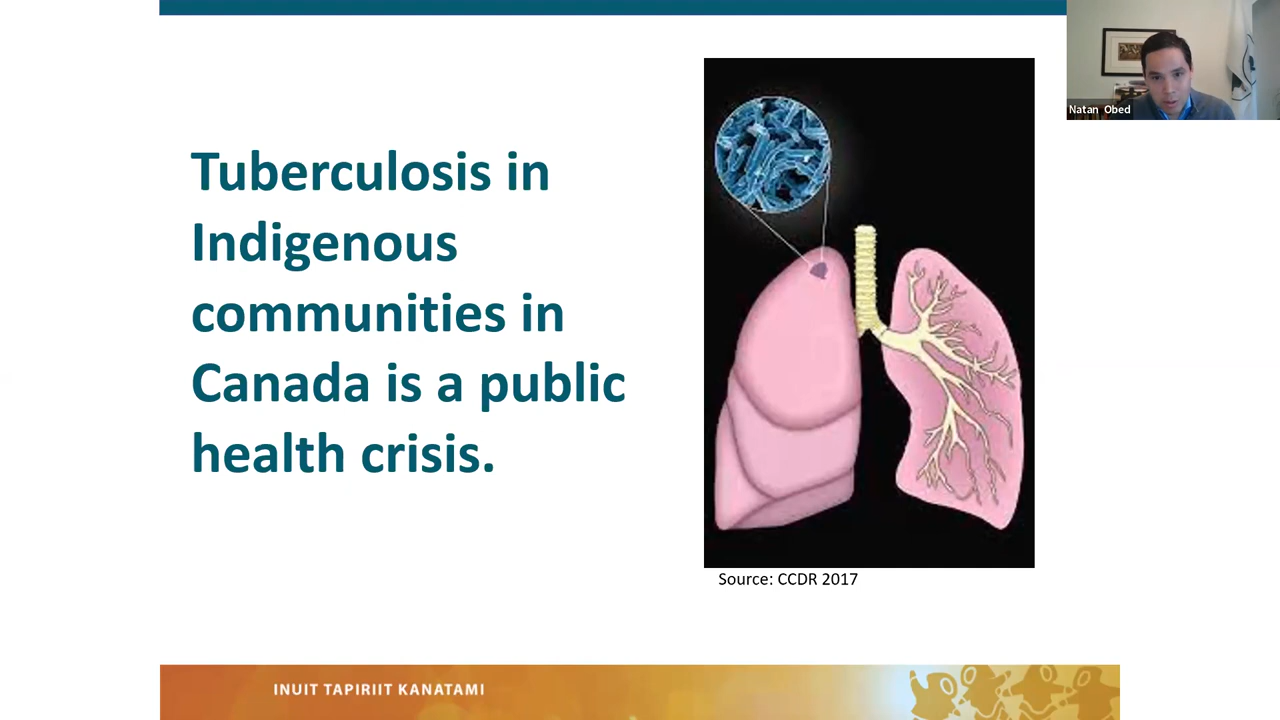 Natan Obed
Tuberculosis in
Indigenous
communities in
Canada is a public
health crisis.
Source: CCDR 2017
INUIT TAPIRIIT KANATAMI